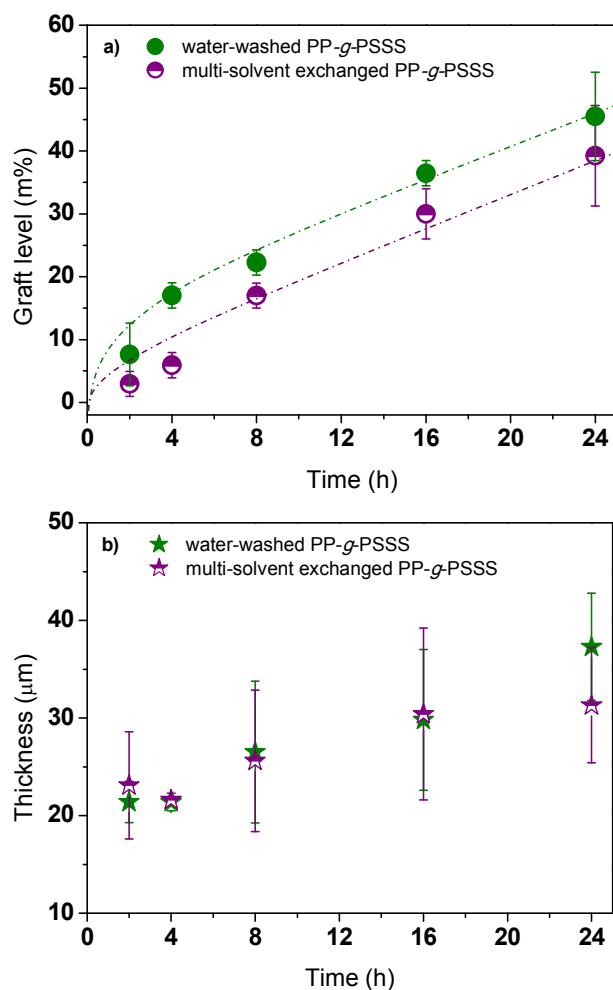 60
a)
water-washed PP-g-PSSS
multi-solvent exchanged PP-g-PSSS
50
40
30
20
10
0
Graft level (m%)
0 4 8 12 16 20 24
Time (h)
50
b)
water-washed PP-g-PSSS
multi-solvent exchanged PP-g-PSSS
40
30
20
10
Thickness (μm)
0 4 8 12 16 20 24
Time (h)